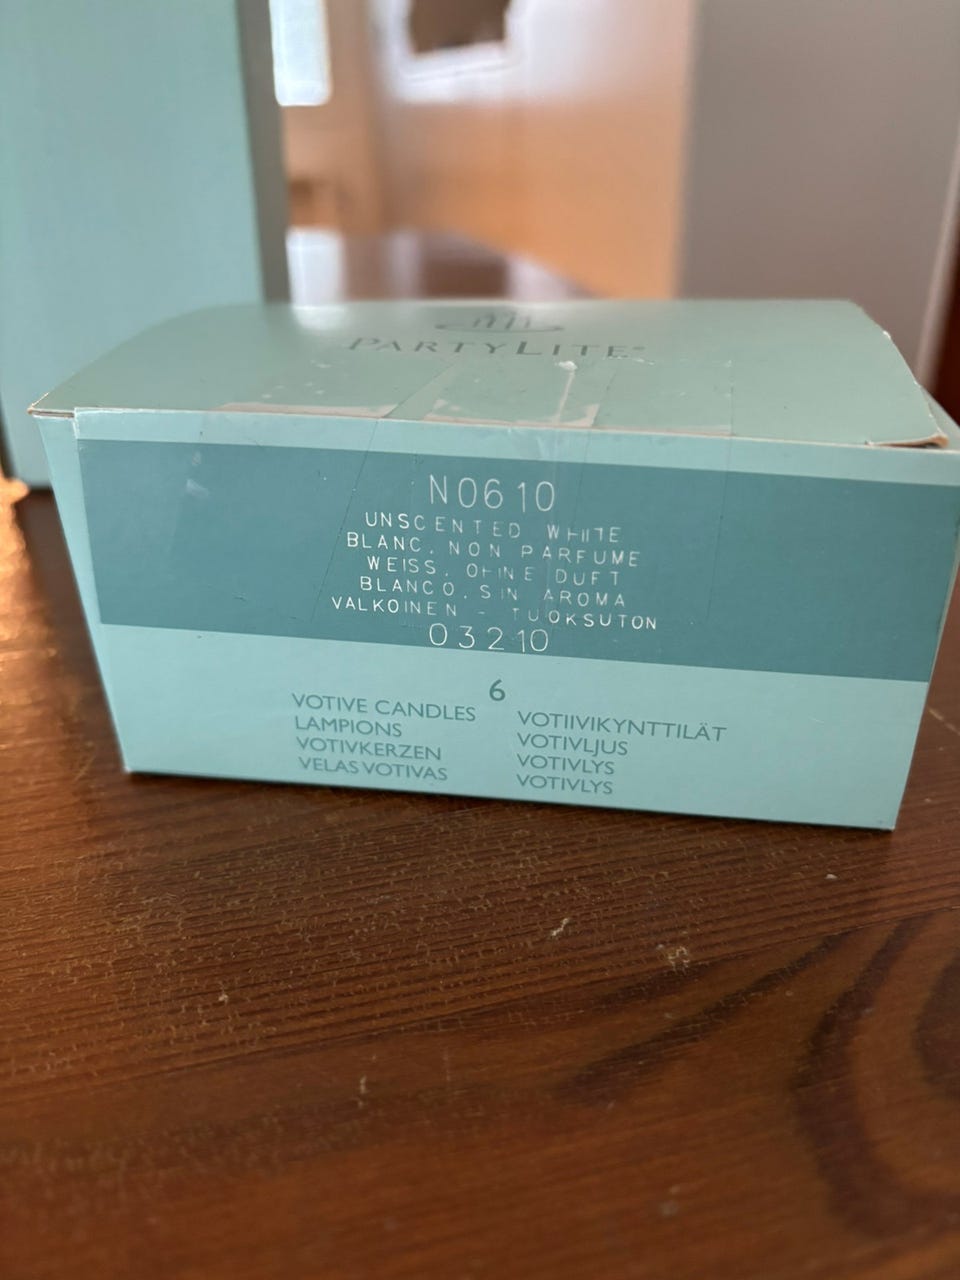 PARTYLITE®
N0610
UNSCENTED WHITE
BLANC, NON PARFUME
WEISS, OHNE DUFT
BLANCO, SIN AROMA
VALKOINEN - TUOKSUTON
03210
6
VOTIVE CANDLES
LAMPIONS
VOTIVKERZEN
VELAS VOTIVAS
VOTIIVIKYNTTILÄT
VOTIVLJUS
VOTIVLYS
VOTIVLYS